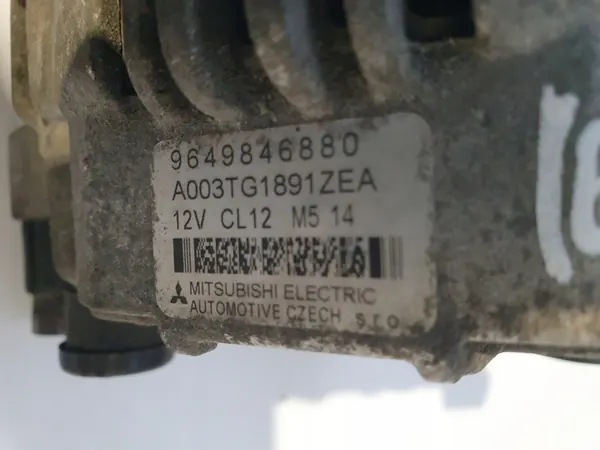 9649846880
A003TG1891ZEA
12V CL12 M5 14
MITSUBISHI ELECTRIC
AUTOMOTIVE CZECH s.r.o.